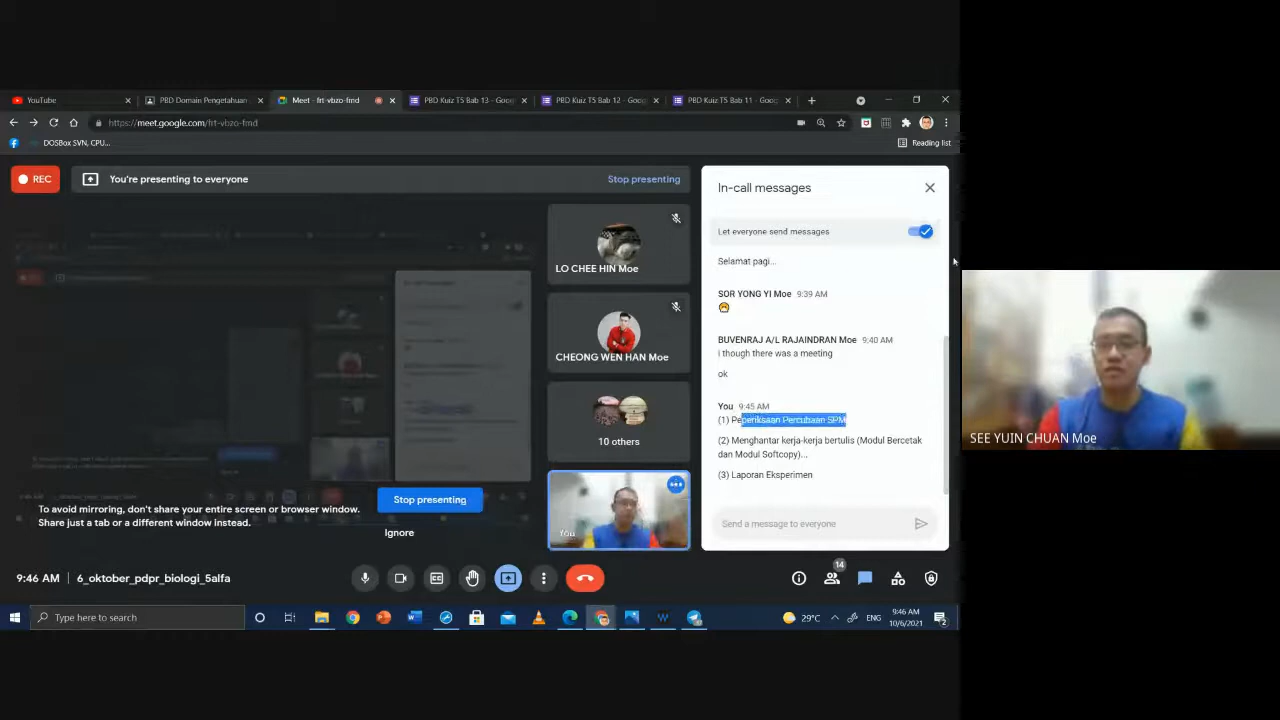 YouTube
PBD Domain Pengetahuan
Meet - frt-vbzo-fmd
PBD Kuiz T5 Bab 13 - Goog
PBD Kuiz T5 Bab 12 - Goog
PBD Kuiz T5 Bab 11 - Goog
https://meet.google.com/frt-vbzo-fmd
DOSBox SVN, CPU...
Reading list
REC
You're presenting to everyone
Stop presenting
In-call messages
Let everyone send messages
Selamat pagi...
SOR YONG YI Moe 9:39 AM
BUVENRAJ A/L RAJAINDRAN Moe 9:40 AM
i though there was a meeting
ok
You 9:45 AM
(1) Peperiksaan Percubaan SPM
(2) Menghantar kerja-kerja bertulis (Modul Bercetak
dan Modul Softcopy)...
(3) Laporan Eksperimen
Send a message to everyone
LO CHEE HIN Moe
CHEONG WEN HAN Moe
10 others
You
To avoid mirroring, don't share your entire screen or browser window.
Share just a tab or a different window instead.
Stop presenting
Ignore
9:46 AM | 6_oktober_pdpr_biologi_5alfa
14
Type here to search
29°C
ENG
9:46 AM
10/6/2021
2
SEE YUIN CHUAN Moe